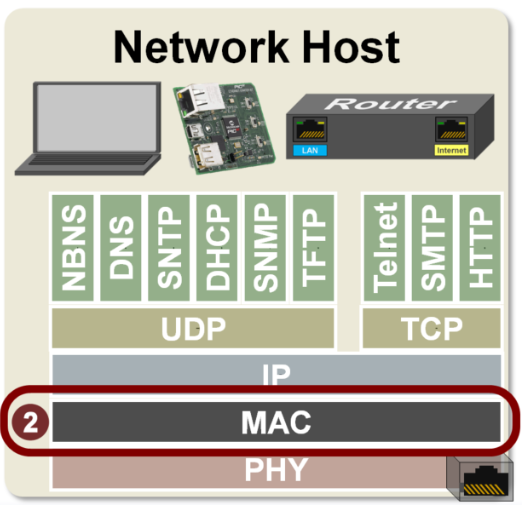 Network Host
Router
LAN
Internet
NBNS
DNS
SNTP
DHCP
SNMP
TFTP
Telnet
SMTP
HTTP
UDP
TCP
IP
2
MAC
PHY